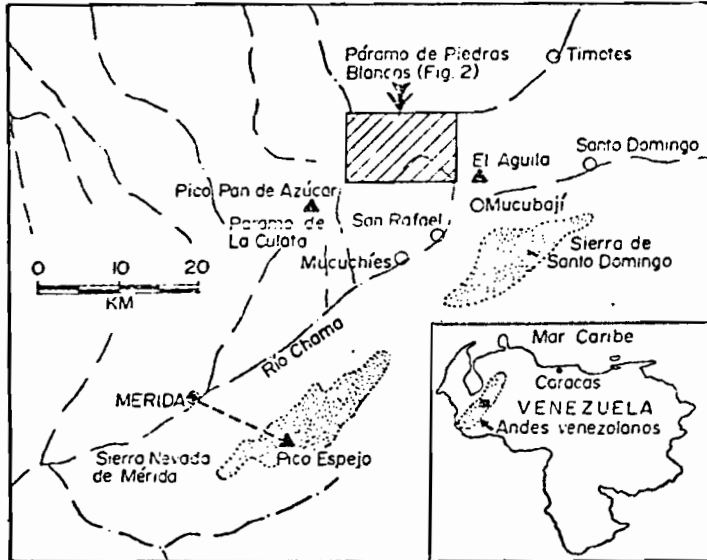 Páramo de Piedras
Blancas (Fig. 2)
Timotes
Santo Domingo
El Aguila
Pico Pan de Azúcar
Mucubají
Paramo de
La Culata
San Rafael
Mucuchíes
Sierra de
Santo Domingo
0 10 20
KM
Río Chama
MERIDA
Pico Espejo
Sierra Nevada
de Mérida
Mar Caribe
Caracas
VENEZUELA
Andes venezolanos